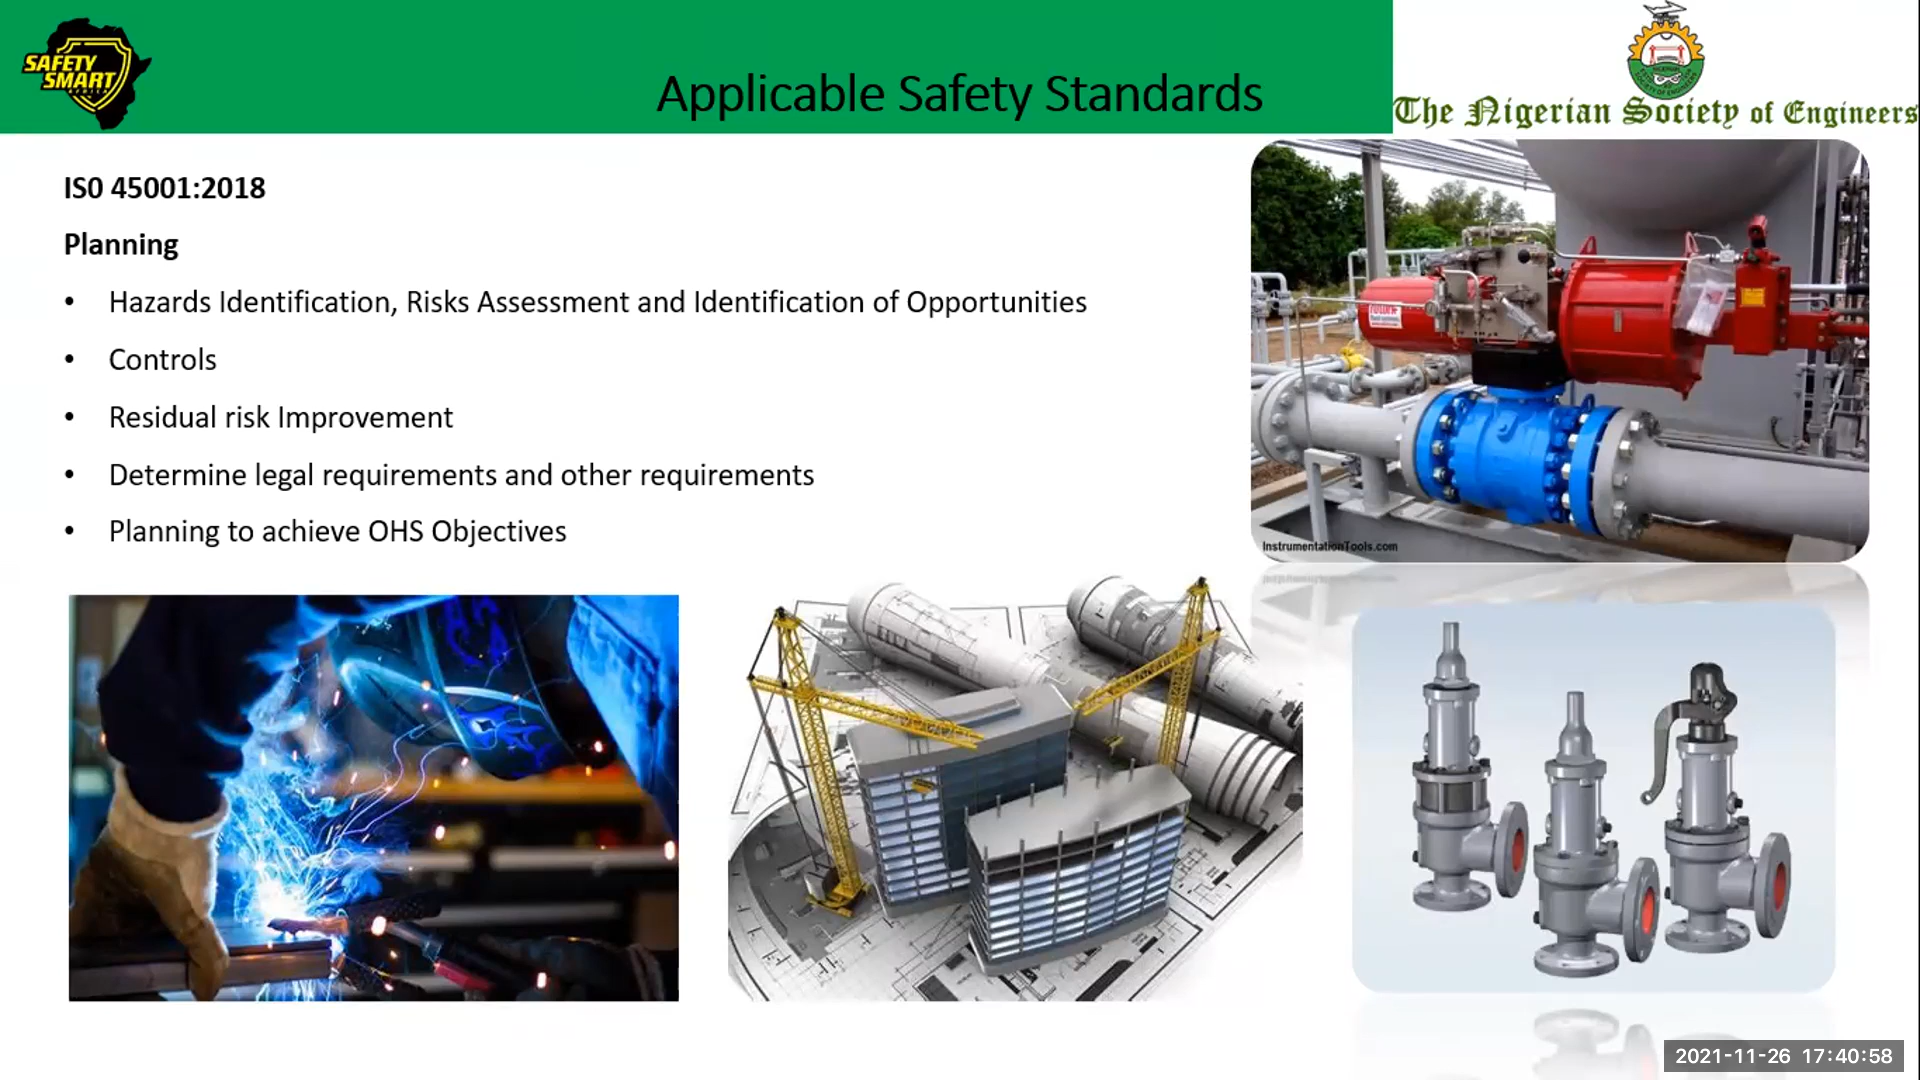 SAFETY
SMART
Applicable Safety Standards
The Nigerian Society of Engineers
IS0 45001:2018
Planning
• Hazards Identification, Risks Assessment and Identification of Opportunities
• Controls
• Residual risk Improvement
• Determine legal requirements and other requirements
• Planning to achieve OHS Objectives
InstrumentationTools.com
2021-11-26 17:40:58